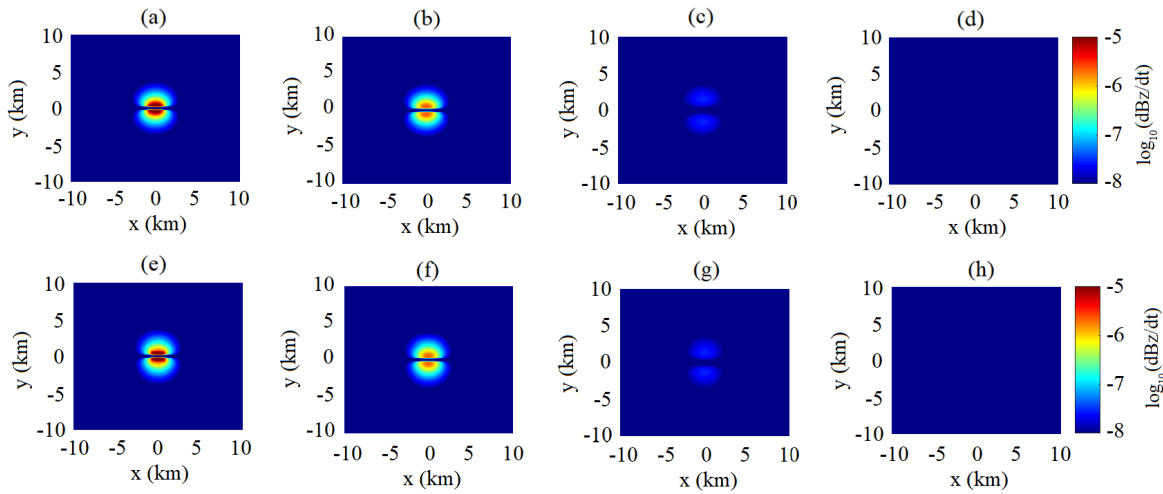 (a) (b) (c) (d)
10 10 10 10 -5
5 5 5 5 -6
y (km) 0 y (km) 0 y (km) 0 y (km) 0 log10(dBz/dt)
-5 -5 -5 -5 -7
-10 -10 -10 -10 -8
-10 -5 0 5 10 -10 -5 0 5 10 -10 -5 0 5 10 -10 -5 0 5 10
x (km) x (km) x (km) x (km)
(e) (f) (g) (h)
10 10 10 10 -5
5 5 5 5 -6
y (km) 0 y (km) 0 y (km) 0 y (km) 0 log10(dBz/dt)
-5 -5 -5 -5 -7
-10 -10 -10 -10 -8
-10 -5 0 5 10 -10 -5 0 5 10 -10 -5 0 5 10 -10 -5 0 5 10
x (km) x (km) x (km) x (km)